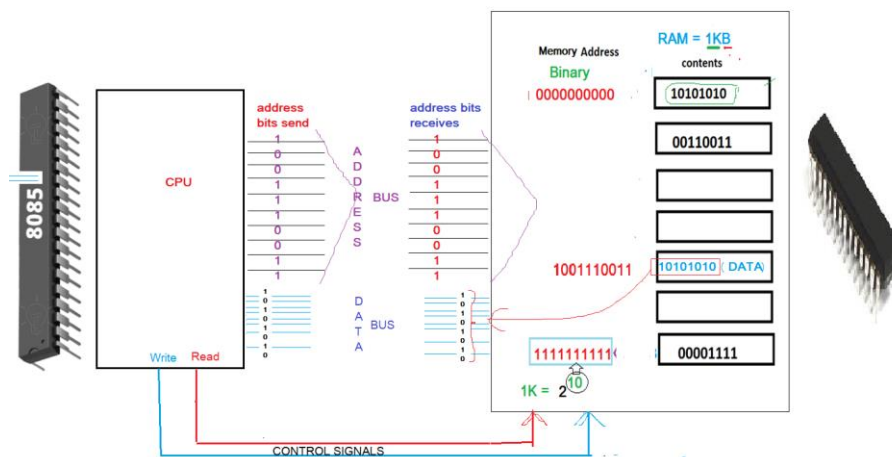 RAM = 1KB
Memory Address
contents
Binary
0000000000
10101010
8085
CPU
address
bits send
address bits
receives
00110011
1
0
0
1
1
1
0
0
1
1
ADDRESS
BUS
1
0
0
1
1
1
0
0
1
1
1001110011
10101010 (DATA)
1
0
1
0
1
0
1
0
DATA
BUS
1
0
1
0
1
0
1
0
Write
Read
1111111111
00001111
1K = 2
10
CONTROL SIGNALS